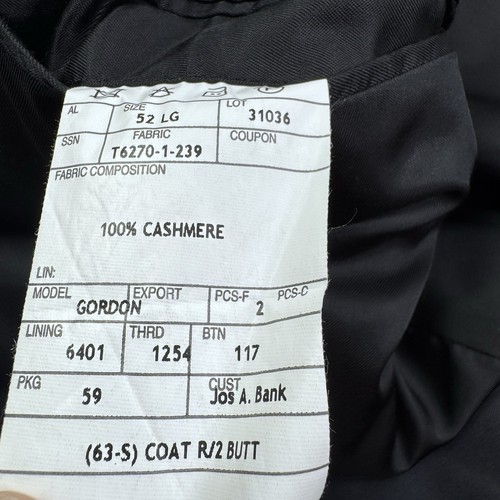 AL SIZE LOT
52 LG 31036
SSN FABRIC COUPON
T6270-1-239
FABRIC COMPOSITION
100% CASHMERE
LIN:
MODEL EXPORT PCS-F PCS-C
GORDON 2
LINING THRD BTN
6401 1254 117
PKG CUST
59 Jos A. Bank
(63-S) COAT R/2 BUTT